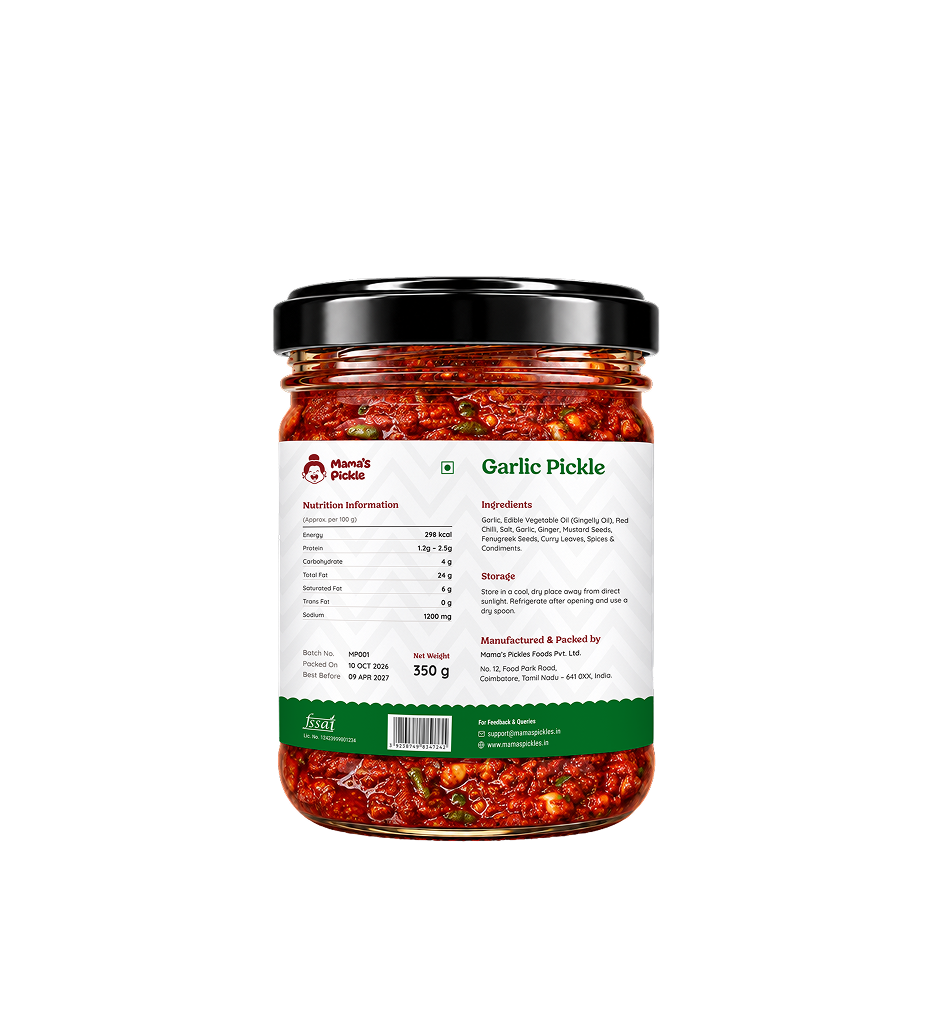 Mama's
Pickle
Nutrition Information
(Approx. per 100 g)
Energy 298 kcal
Protein 1.2g - 2.5g
Carbohydrate 4 g
Total Fat 24 g
Saturated Fat 6 g
Trans Fat 0 g
Sodium 1200 mg
Batch No. MP001
Packed On 10 OCT 2026
Best Before 09 APR 2027
Net Weight
350 g
fssai
Lic. No. 12423999001234
Garlic Pickle
Ingredients
Garlic, Edible Vegetable Oil (Gingelly Oil), Red
Chilli, Salt, Garlic, Ginger, Mustard Seeds,
Fenugreek Seeds, Curry Leaves, Spices &
Condiments.
Storage
Store in a cool, dry place away from direct
sunlight. Refrigerate after opening and use a
dry spoon.
Manufactured & Packed by
Mama's Pickles Foods Pvt. Ltd.
No. 12, Food Park Road,
Coimbatore, Tamil Nadu - 641 0XX, India.
For Feedback & Queries
support@mamaspickles.in
www.mamaspickles.in